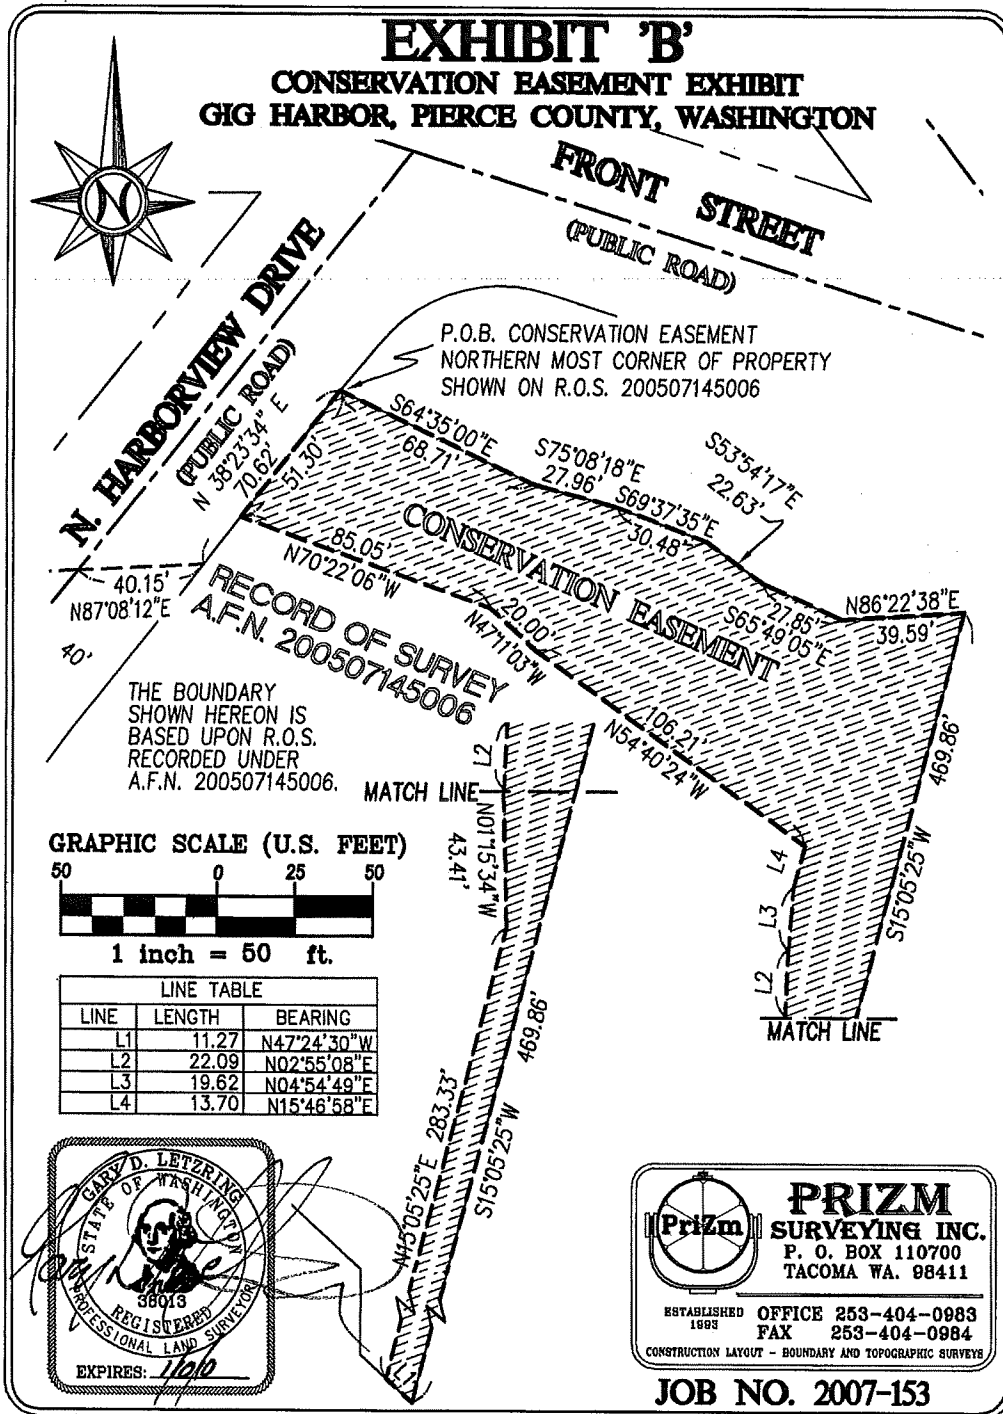 EXHIBIT 'B'
CONSERVATION EASEMENT EXHIBIT
GIG HARBOR, PIERCE COUNTY, WASHINGTON
N
FRONT STREET
(PUBLIC ROAD)
N. HARBORVIEW DRIVE
(PUBLIC ROAD)
N 38°23'34" E
70.62'
51.30'
P.O.B. CONSERVATION EASEMENT
NORTHERN MOST CORNER OF PROPERTY
SHOWN ON R.O.S. 200507145006
S64°35'00"E
68.71'
S75°08'18"E
27.96'
S69°37'35"E
30.48'
S53°54'17"E
22.63'
27.85'
S65°49'05"E
N86°22'38"E
39.59'
CONSERVATION EASEMENT
85.05'
N70°22'06"W
20.00'
N47°11'03"W
106.21'
N54°40'24"W
40.15'
N87°08'12"E
40'
RECORD OF SURVEY
A.F.N. 200507145006
THE BOUNDARY
SHOWN HEREON IS
BASED UPON R.O.S.
RECORDED UNDER
A.F.N. 200507145006.
469.86'
S15°05'25"W
L4
L3
L2
MATCH LINE
L2
MATCH LINE
N01°15'34"W
43.41'
469.86'
S15°05'25"W
N15°05'25"E 283.33'
L1
GRAPHIC SCALE (U.S. FEET)
50 0 25 50
1 inch = 50 ft.
LINE TABLE
LINE LENGTH BEARING
L1 11.27 N47°24'30"W
L2 22.09 N02°55'08"E
L3 19.62 N04°54'49"E
L4 13.70 N15°46'58"E
GARY D. LETZRING
STATE OF WASHINGTON
38013
REGISTERED
PROFESSIONAL LAND SURVEYOR
EXPIRES:
PriZm
PRIZM
SURVEYING INC.
P. O. BOX 110700
TACOMA WA. 98411
ESTABLISHED
1993
OFFICE 253-404-0983
FAX 253-404-0984
CONSTRUCTION LAYOUT - BOUNDARY AND TOPOGRAPHIC SURVEYS
JOB NO. 2007-153